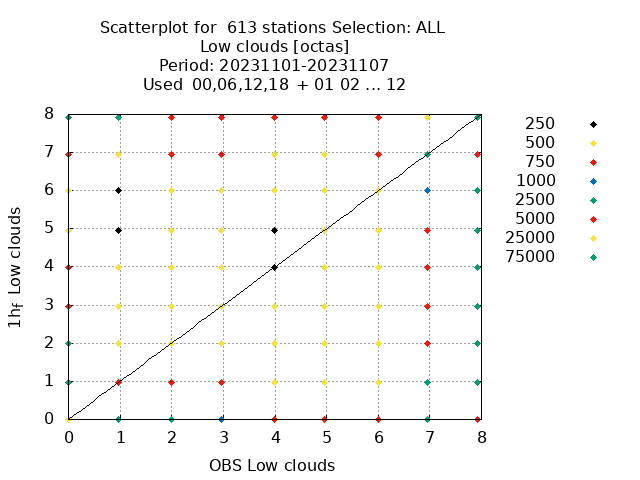 Scatterplot for 613 stations Selection: ALL
Low clouds [octas]
Period: 20231101-20231107
Used 00,06,12,18 + 01 02 ... 12
8
7
6
5
4
3
2
1
0
1hf Low clouds
0 1 2 3 4 5 6 7 8
OBS Low clouds
250
500
750
1000
2500
5000
25000
75000